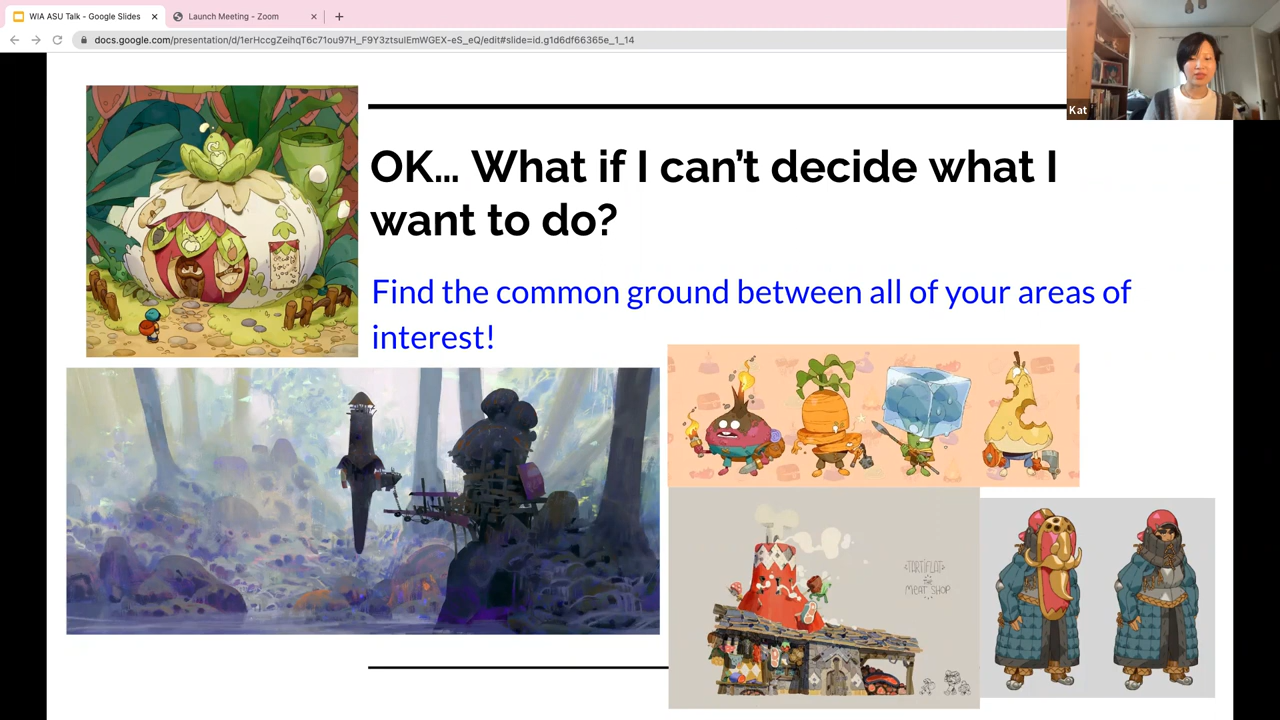 WIA ASU Talk - Google Slides
Launch Meeting - Zoom
docs.google.com/presentation/d/1erHccgZeihqT6c71ou97H_F9Y3ztsulEmWGEX-eS_eQ/edit#slide=id.g1d6df66365e_1_14
Kat
OK... What if I can't decide what I
want to do?
Find the common ground between all of your areas of
interest!
TARTIFLAT
THE
MEAT SHOP